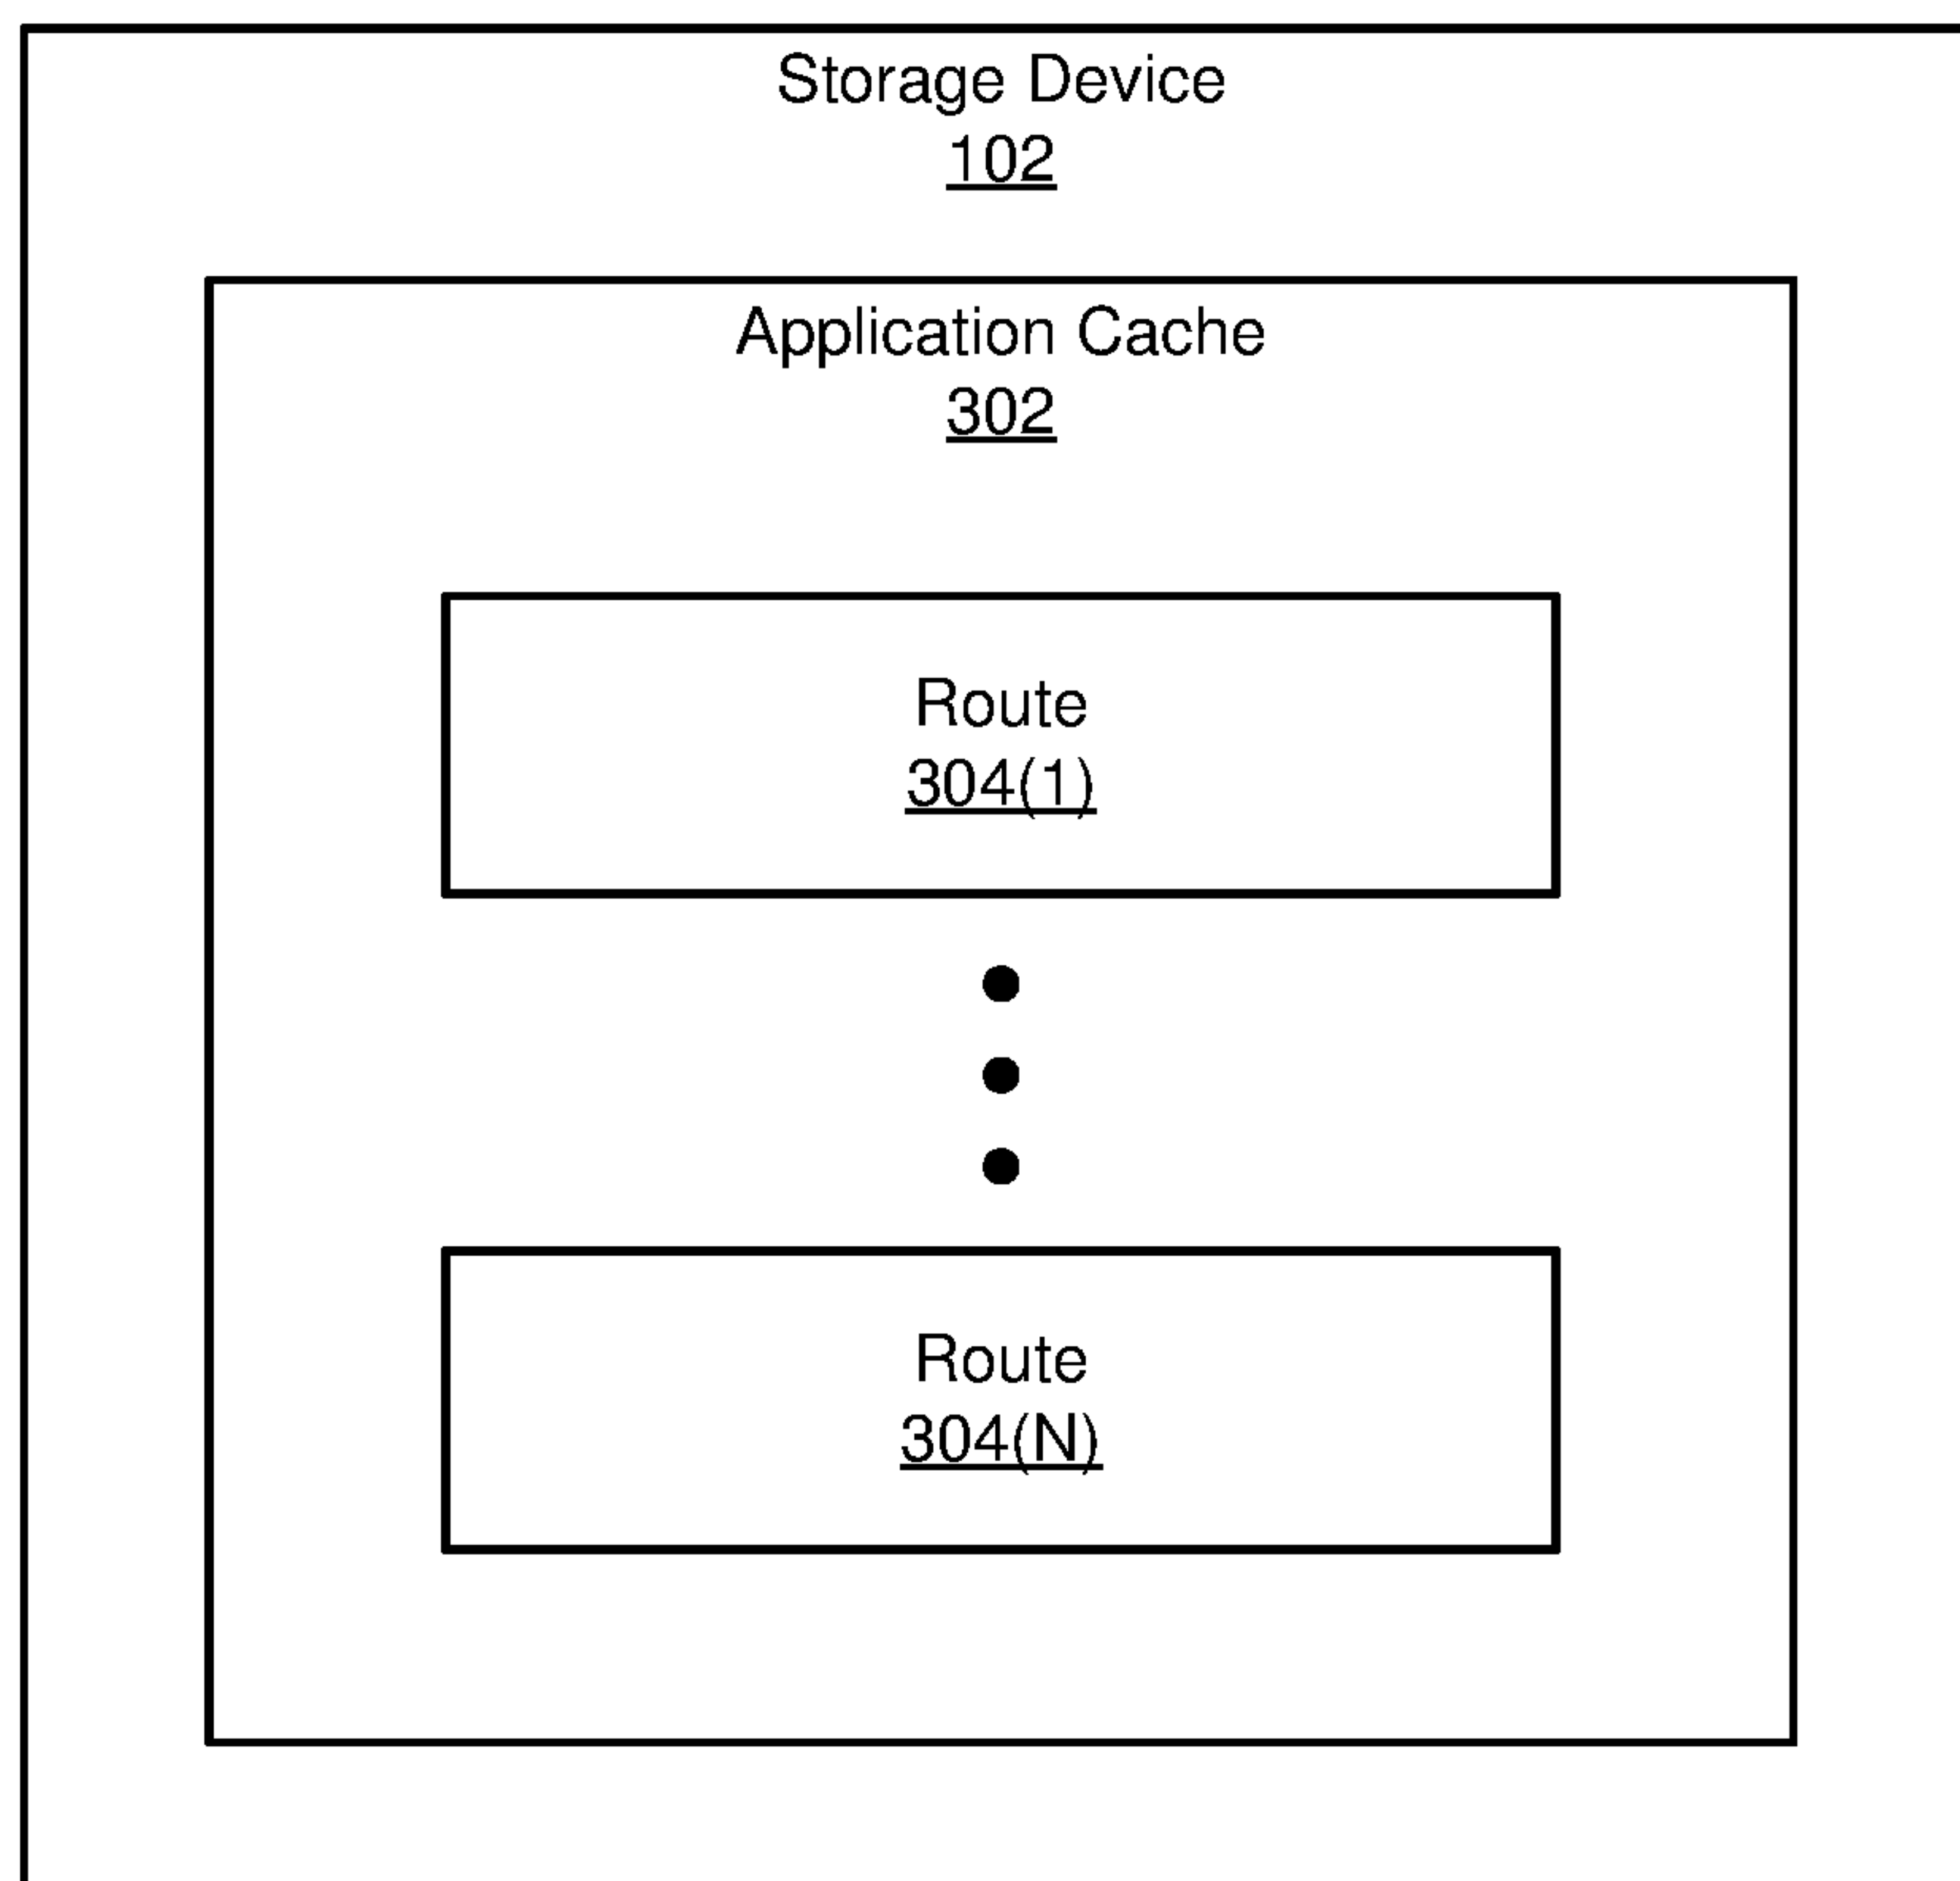 Storage Device
102
Application Cache
302
Route
304(1)
Route
304(N)